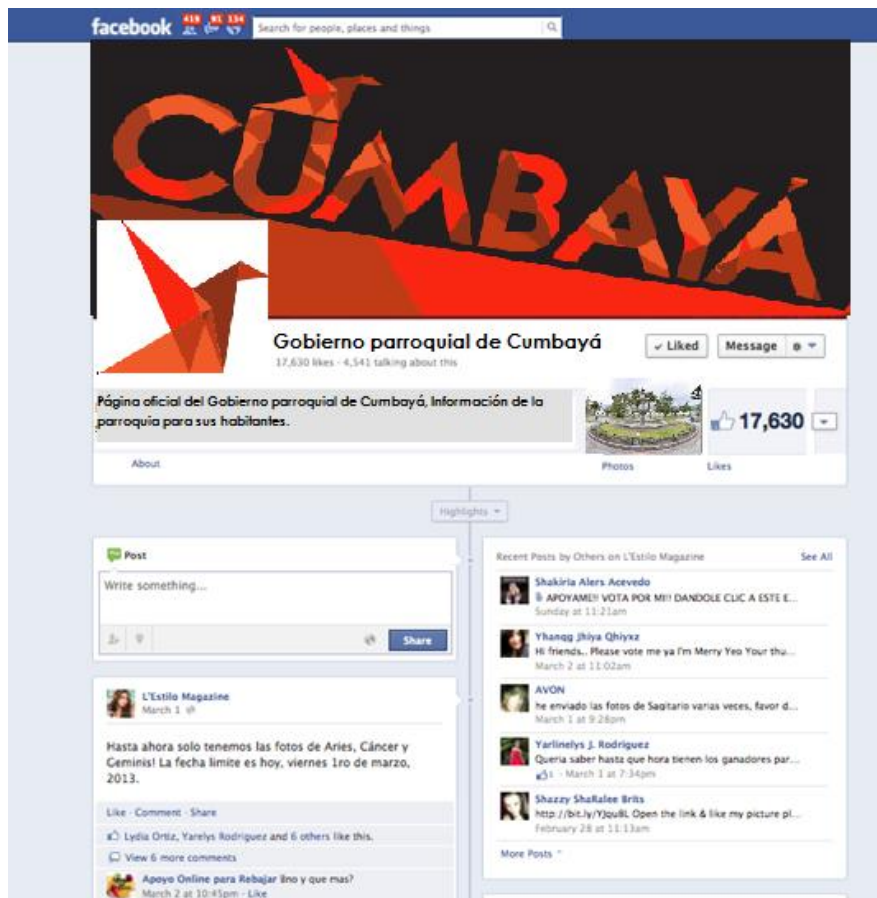 facebook 419 91 134 Search for people, places and things
CUMBAYÁ
Gobierno parroquial de Cumbayá
✓ Liked
Message
17,630 likes · 4,541 talking about this
Página oficial del Gobierno parroquial de Cumbayá, Información de la
parroquia para sus habitantes.
17,630
About
Photos
Likes
Highlights
Post
Write something...
Share
L'Estilo Magazine
March 1
Hasta ahora solo tenemos las fotos de Aries, Cáncer y
Geminis! La fecha limite es hoy, viernes 1ro de marzo,
2013.
Like · Comment · Share
Lydia Ortiz, Yarelys Rodriguez and 6 others like this.
View 6 more comments
Apoyo Online para Rebajar llno y que mas?
March 2 at 10:45pm · Like
Recent Posts by Others on L'Estilo Magazine
See All
Shakiria Alers Acevedo
APOYAME!! VOTA POR MI!! DANDOLE CLIC A ESTE E...
Sunday at 11:21am
Yhanqg Jhiya Qhiyxz
Hi friends.. Please vote me ya I'm Merry Yeo Your thu...
March 2 at 11:02am
AVON
he enviado las fotos de Sagitario varias veces, favor d...
March 1 at 9:28pm
Yarlinelys J. Rodriguez
Queria saber hasta que hora tienen los ganadores par...
1 · March 1 at 7:34pm
Shazzy ShaRalee Brits
http://bit.ly/YJqu8L Open the link & like my picture pl...
February 28 at 11:13am
More Posts